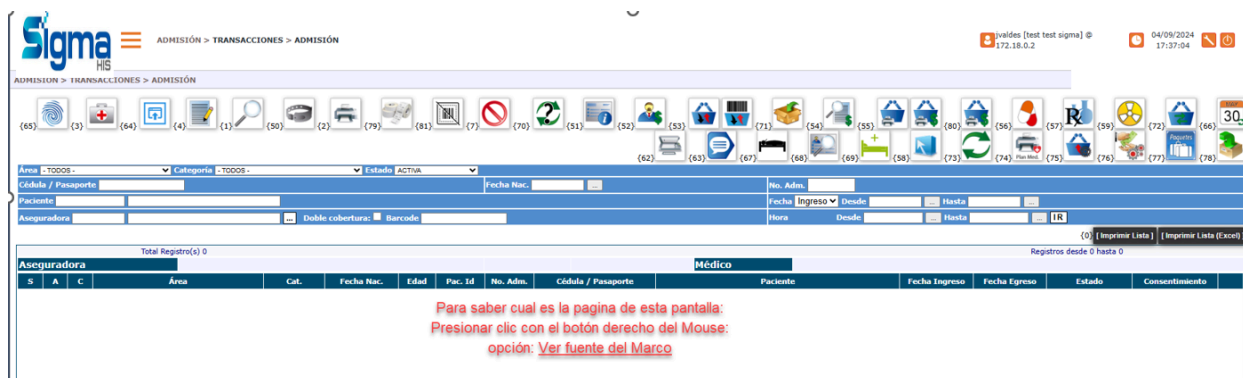 Sigma
HIS
ADMISIÓN > TRANSACCIONES > ADMISIÓN
jvaldes [test test sigma] @
172.18.0.2
04/09/2024
17:37:04
ADMISION > TRANSACCIONES > ADMISIÓN
{65} {3} {64} {4} {1} {50} {2} {79} {81} {7} {70} {51} {52} {53} {71} {54} {55} {80} {56} {57} {59} {72} {66} 30
{62} {63} {67} {68} {69} {58} {73} {74} Plan Med. {75} {76} {77} Paquetes {78}
Área - TODOS - Categoría - TODOS - Estado ACTIVA
Cédula / Pasaporte Fecha Nac. ... No. Adm.
Paciente Fecha Ingreso Desde ... Hasta ...
Aseguradora ... Doble cobertura: Barcode Hora Desde ... Hasta ... IR
{0} [ Imprimir Lista ] [ Imprimir Lista (Excel) ]
Total Registro(s) 0 Registros desde 0 hasta 0
Aseguradora Médico
S A C Área Cat. Fecha Nac. Edad Pac. Id No. Adm. Cédula / Pasaporte Paciente Fecha Ingreso Fecha Egreso Estado Consentimiento
Para saber cual es la pagina de esta pantalla:
Presionar clic con el botón derecho del Mouse:
opción: Ver fuente del Marco